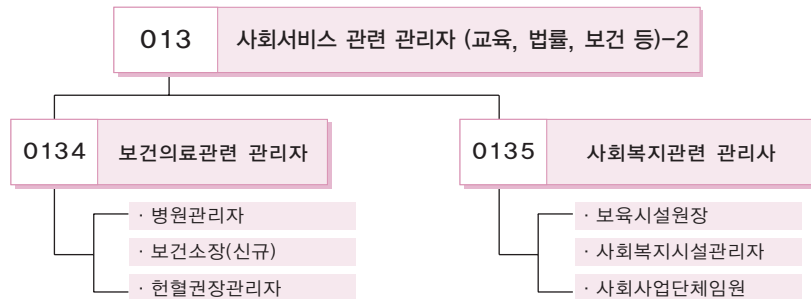 013 사회서비스 관련 관리자 (교육, 법률, 보건 등)-2
0134 보건의료관련 관리자
· 병원관리자
· 보건소장(신규)
· 헌혈권장관리자
0135 사회복지관련 관리사
· 보육시설원장
· 사회복지시설관리자
· 사회사업단체임원